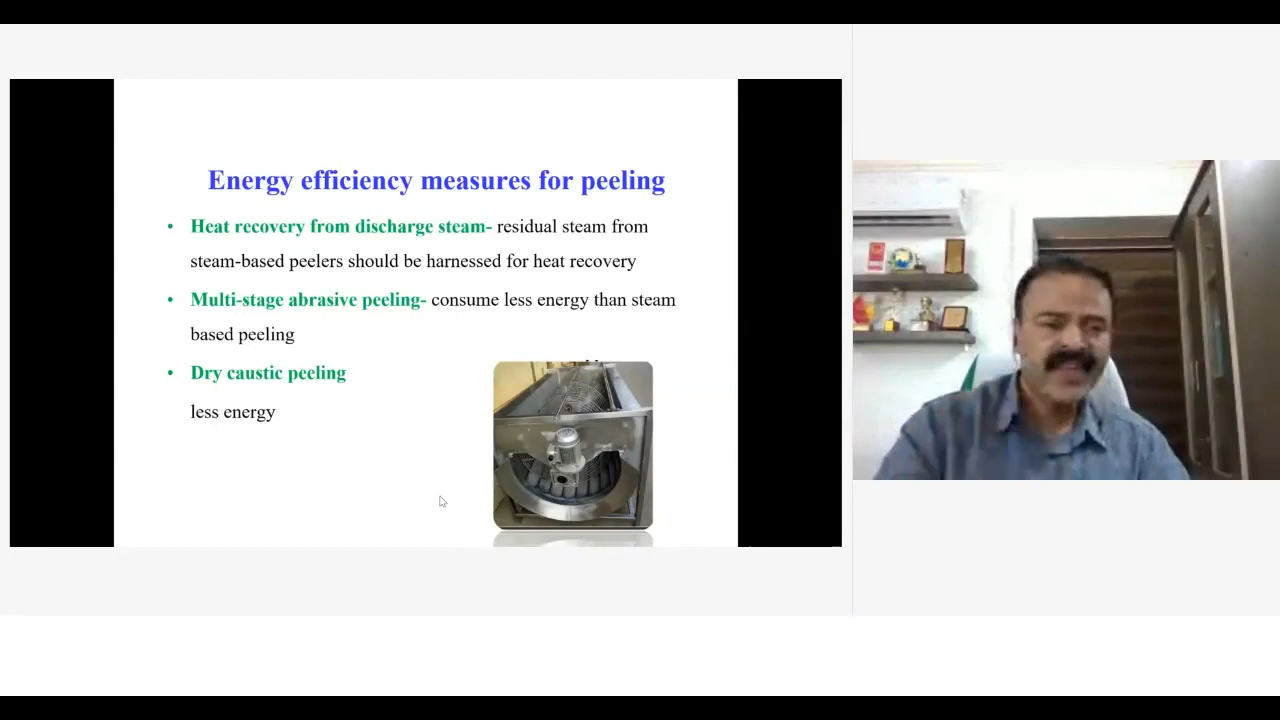 Energy efficiency measures for peeling
• Heat recovery from discharge steam- residual steam from
steam-based peelers should be harnessed for heat recovery
• Multi-stage abrasive peeling- consume less energy than steam
based peeling
• Dry caustic peeling
less energy